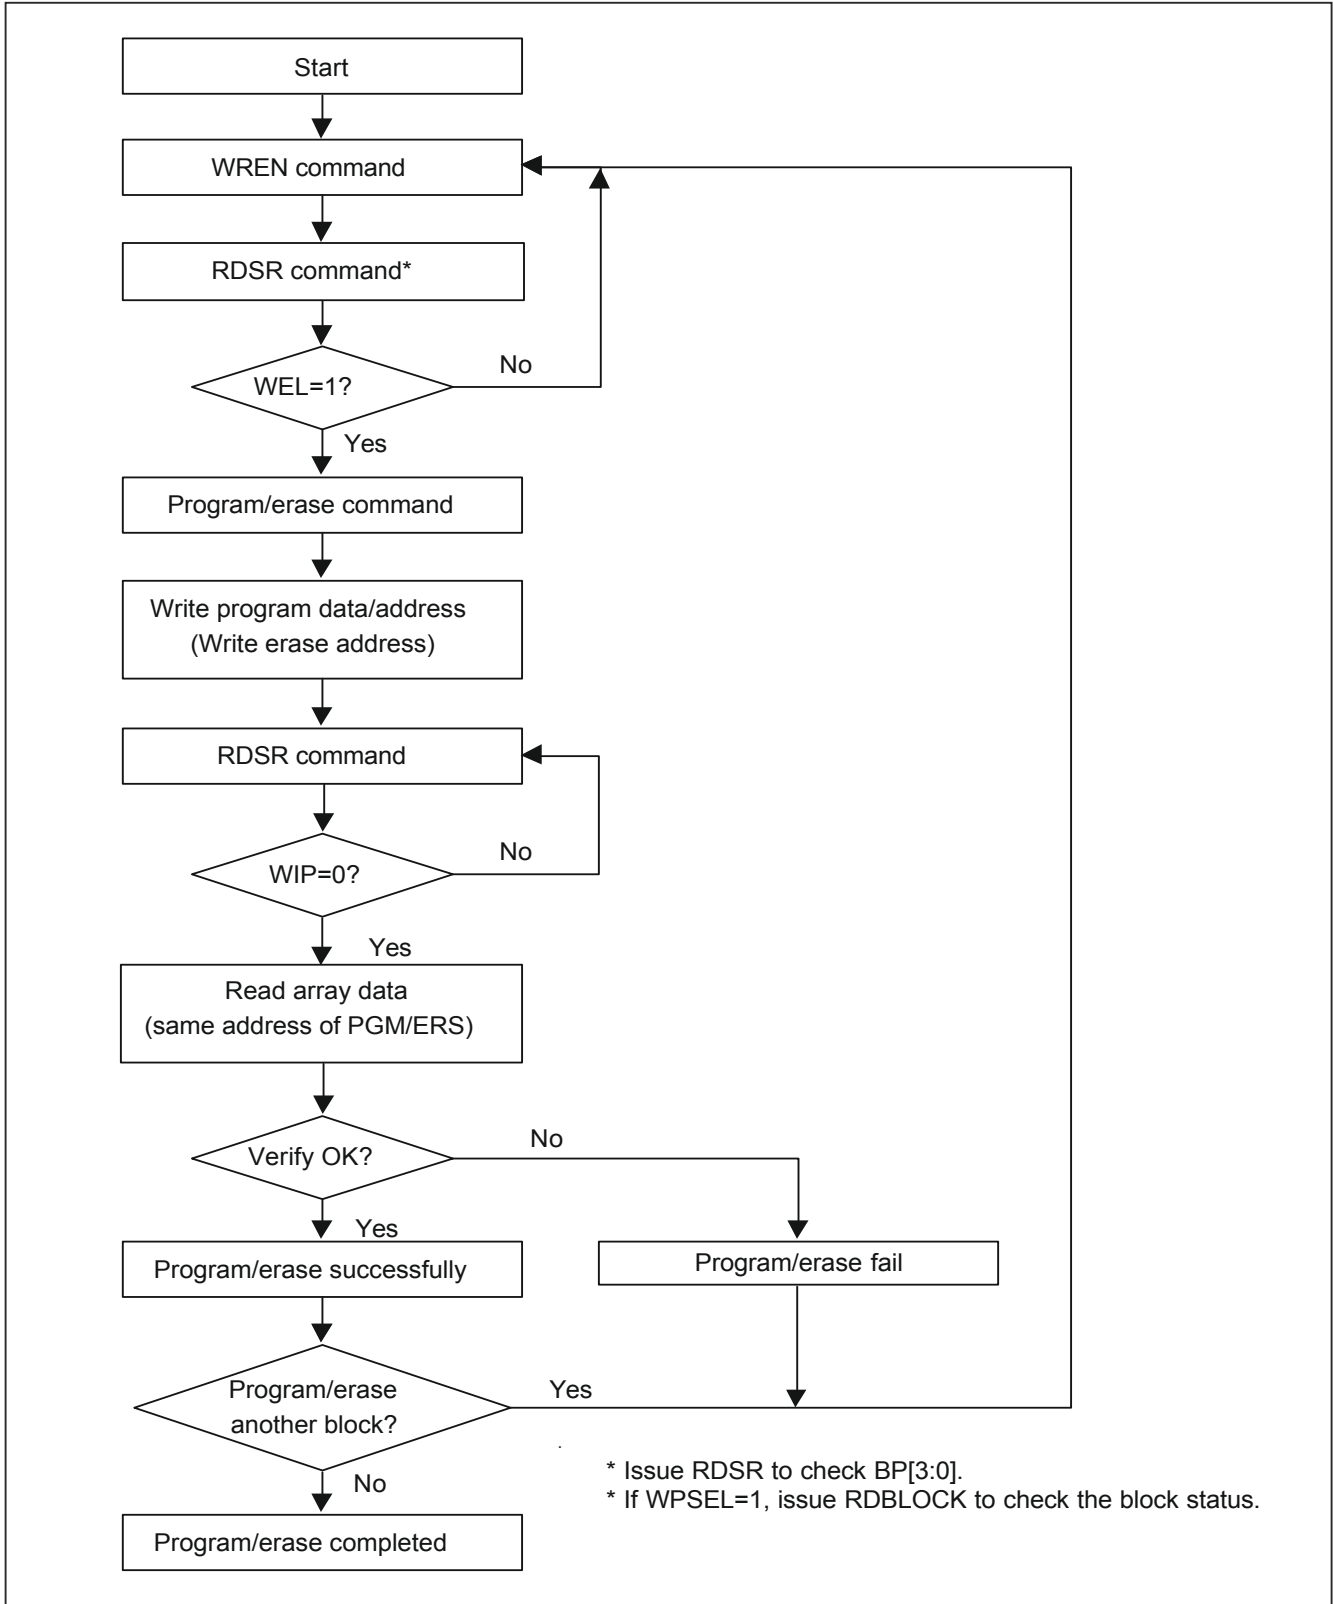 Start
WREN command
RDSR command*
WEL=1?
No
Yes
Program/erase command
Write program data/address
(Write erase address)
RDSR command
WIP=0?
No
Yes
Read array data
(same address of PGM/ERS)
Verify OK?
No
Yes
Program/erase successfully
Program/erase fail
Program/erase
another block?
Yes
No
* Issue RDSR to check BP[3:0].
* If WPSEL=1, issue RDBLOCK to check the block status.
Program/erase completed